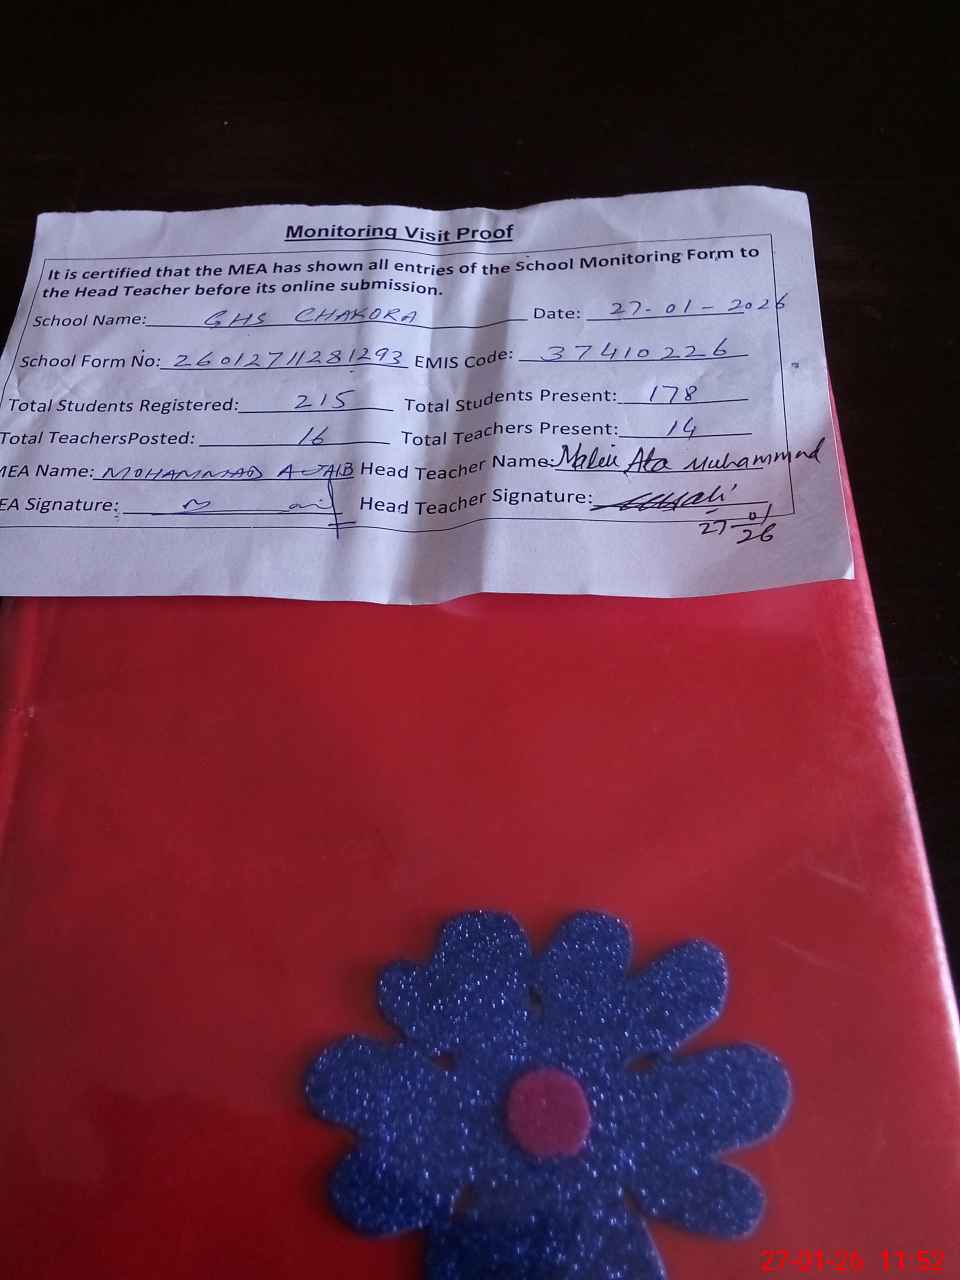 Monitoring Visit Proof
It is certified that the MEA has shown all entries of the School Monitoring Form to
the Head Teacher before its online submission.
School Name: GHS CHAKORA Date: 27-01-2026
School Form No: 26012711281293 EMIS Code: 37410226
Total Students Registered: 215 Total Students Present: 178
Total TeachersPosted: 16 Total Teachers Present: 14
MEA Name: MOHAMMAD AJAIB Head Teacher Name: Ata Muhammad
EA Signature: Head Teacher Signature:
27-01
26
27-01-26 11:52